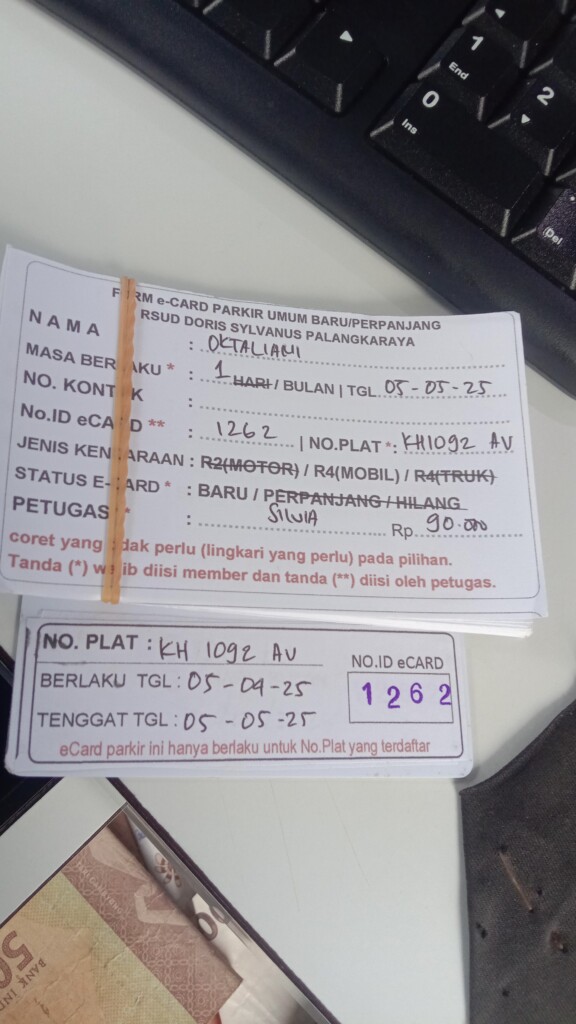 1
End
2
0
Ins
Del
FORM e-CARD PARKIR UMUM BARU/PERPANJANG
RSUD DORIS SYLVANUS PALANGKARAYA
NAMA : OKTALIANI
MASA BERLAKU * : 1 HARI / BULAN | TGL 05-05-25
NO. KONTAK :
No.ID eCARD ** : 1262 | NO.PLAT *: KH1092 AV
JENIS KENDARAAN : R2(MOTOR) / R4(MOBIL) / R4(TRUK)
STATUS E-CARD * : BARU / PERPANJANG / HILANG
PETUGAS ** : SILVIA Rp 90.000
coret yang tidak perlu (lingkari yang perlu) pada pilihan.
Tanda (*) wajib diisi member dan tanda (**) diisi oleh petugas.
NO. PLAT : KH 1092 AV
NO.ID eCARD
BERLAKU TGL : 05-04-25
1262
TENGGAT TGL : 05-05-25
eCard parkir ini hanya berlaku untuk No.Plat yang terdaftar
BANK IND
50